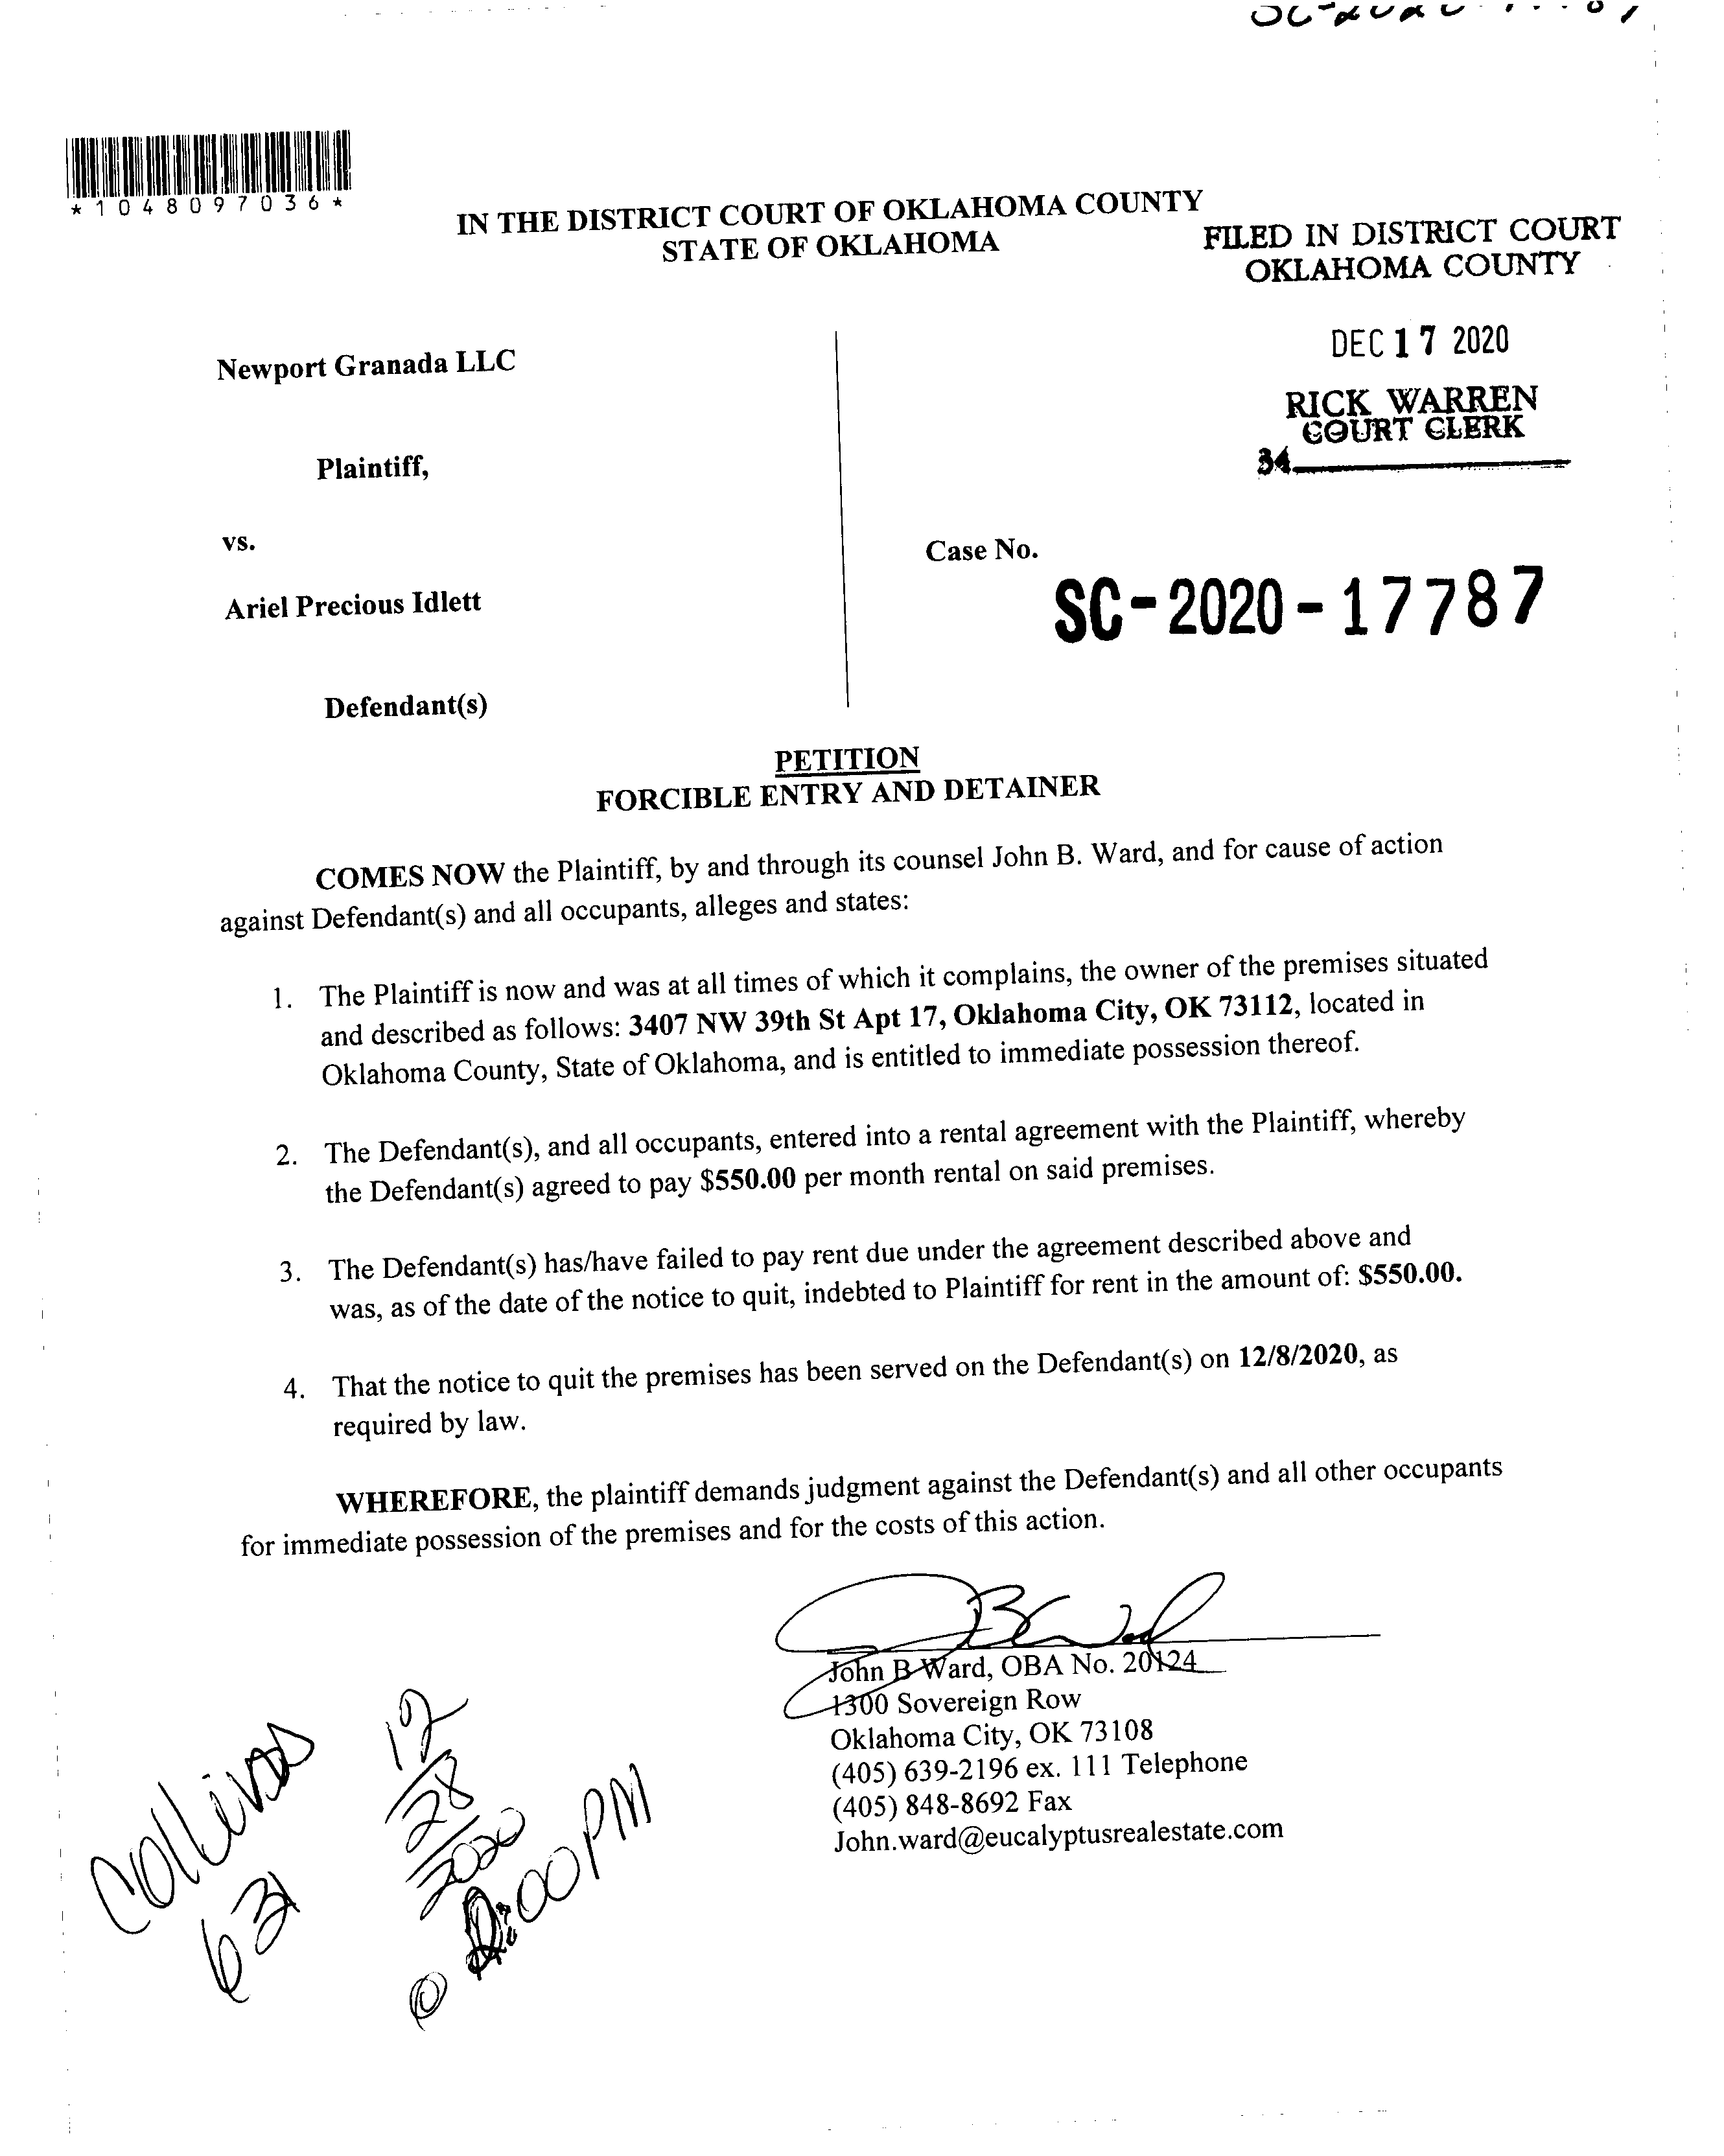 *1048097036*
IN THE DISTRICT COURT OF OKLAHOMA COUNTY
STATE OF OKLAHOMA
FILED IN DISTRICT COURT
OKLAHOMA COUNTY
DEC 17 2020
RICK WARREN
COURT CLERK
34
Newport Granada LLC
Plaintiff,
vs.
Ariel Precious Idlett
Defendant(s)
Case No.
SC-2020-17787
PETITION
FORCIBLE ENTRY AND DETAINER
COMES NOW the Plaintiff, by and through its counsel John B. Ward, and for cause of action
against Defendant(s) and all occupants, alleges and states:
1. The Plaintiff is now and was at all times of which it complains, the owner of the premises situated
and described as follows: 3407 NW 39th St Apt 17, Oklahoma City, OK 73112, located in
Oklahoma County, State of Oklahoma, and is entitled to immediate possession thereof.
2. The Defendant(s), and all occupants, entered into a rental agreement with the Plaintiff, whereby
the Defendant(s) agreed to pay $550.00 per month rental on said premises.
3. The Defendant(s) has/have failed to pay rent due under the agreement described above and
was, as of the date of the notice to quit, indebted to Plaintiff for rent in the amount of: $550.00.
4. That the notice to quit the premises has been served on the Defendant(s) on 12/8/2020, as
required by law.
WHEREFORE, the plaintiff demands judgment against the Defendant(s) and all other occupants
for immediate possession of the premises and for the costs of this action.
John B Ward, OBA No. 20124
1300 Sovereign Row
Oklahoma City, OK 73108
(405) 639-2196 ex. 111 Telephone
(405) 848-8692 Fax
John.ward@eucalyptusrealestate.com
Collins
631
12/28/2020
@ :00 PM